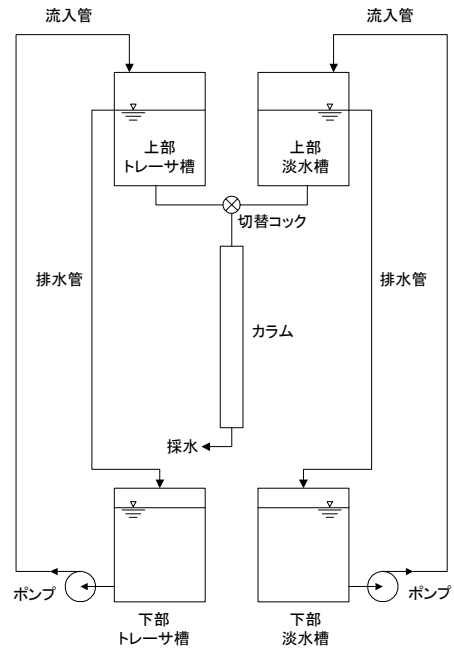 流入管
流入管
上部
トレーサ槽
上部
淡水槽
切替コック
排水管
排水管
カラム
採水
ポンプ
ポンプ
下部
トレーサ槽
下部
淡水槽